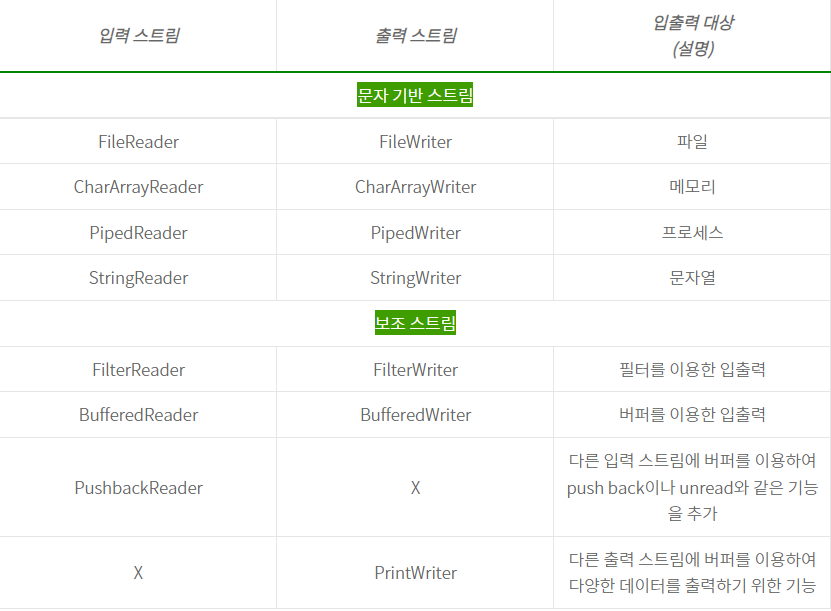 입력 스트림 출력 스트림 입출력 대상
(설명)
문자 기반 스트림
FileReader FileWriter 파일
CharArrayReader CharArrayWriter 메모리
PipedReader PipedWriter 프로세스
StringReader StringWriter 문자열
보조 스트림
FilterReader FilterWriter 필터를 이용한 입출력
BufferedReader BufferedWriter 버퍼를 이용한 입출력
PushbackReader X 다른 입력 스트림에 버퍼를 이용하여
push back이나 unread와 같은 기능
을 추가
X PrintWriter 다른 출력 스트림에 버퍼를 이용하여
다양한 데이터를 출력하기 위한 기능